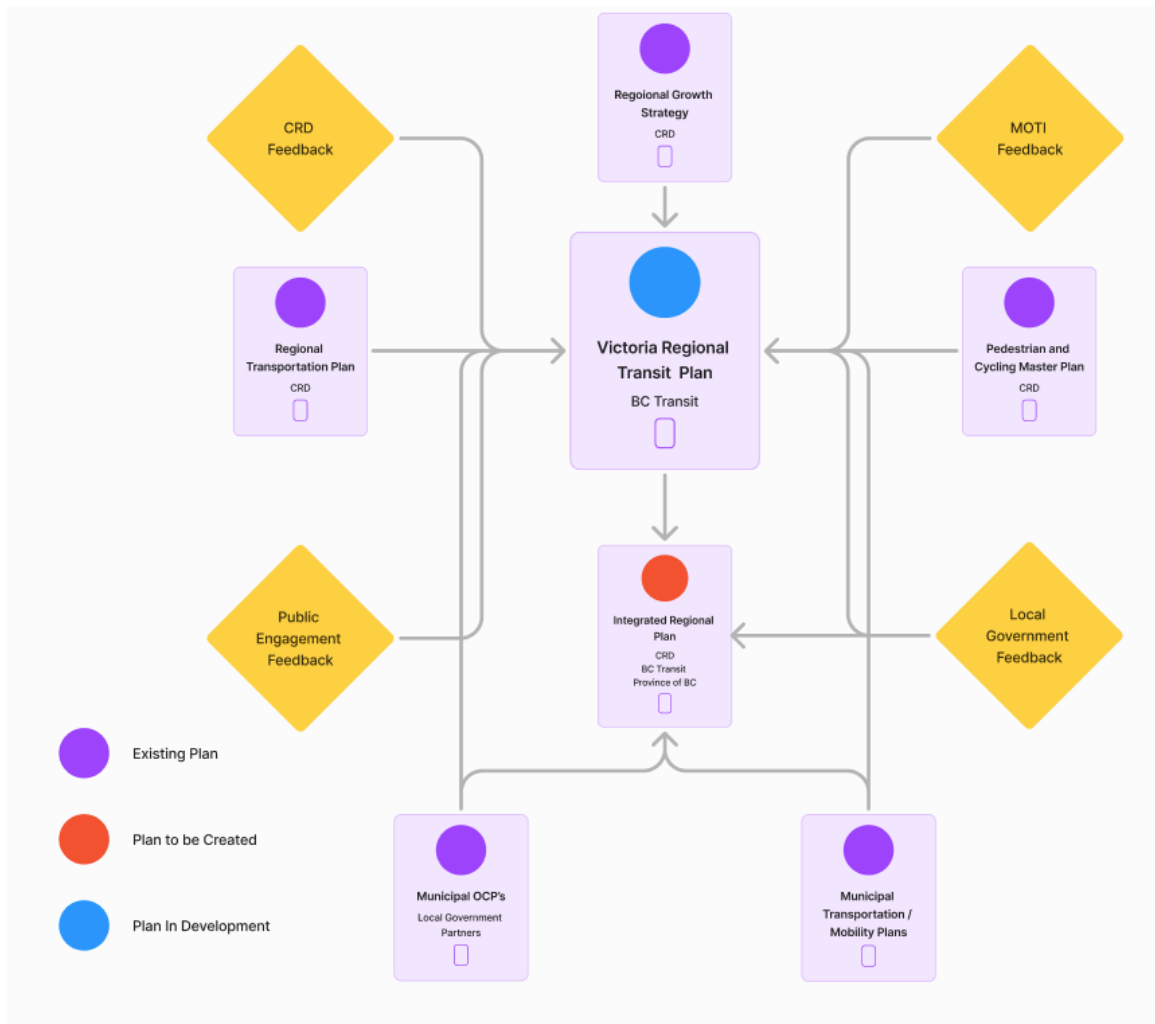 Regoional Growth
Strategy
CRD
CRD
Feedback
MOTI
Feedback
Regional
Transportation Plan
CRD
Victoria Regional
Transit Plan
BC Transit
Pedestrian and
Cycling Master Plan
CRD
Public
Engagement
Feedback
Integrated Regional
Plan
CRD
BC Transit
Province of BC
Local
Government
Feedback
Existing Plan
Plan to be Created
Plan In Development
Municipal OCP's
Local Government
Partners
Municipal
Transportation /
Mobility Plans